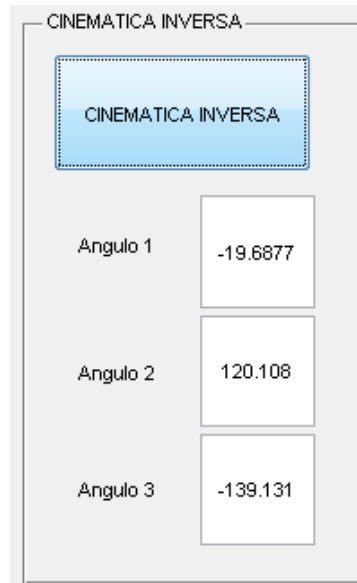 CINEMATICA INVERSA
CINEMATICA INVERSA
Angulo 1 -19.6877
Angulo 2 120.108
Angulo 3 -139.131